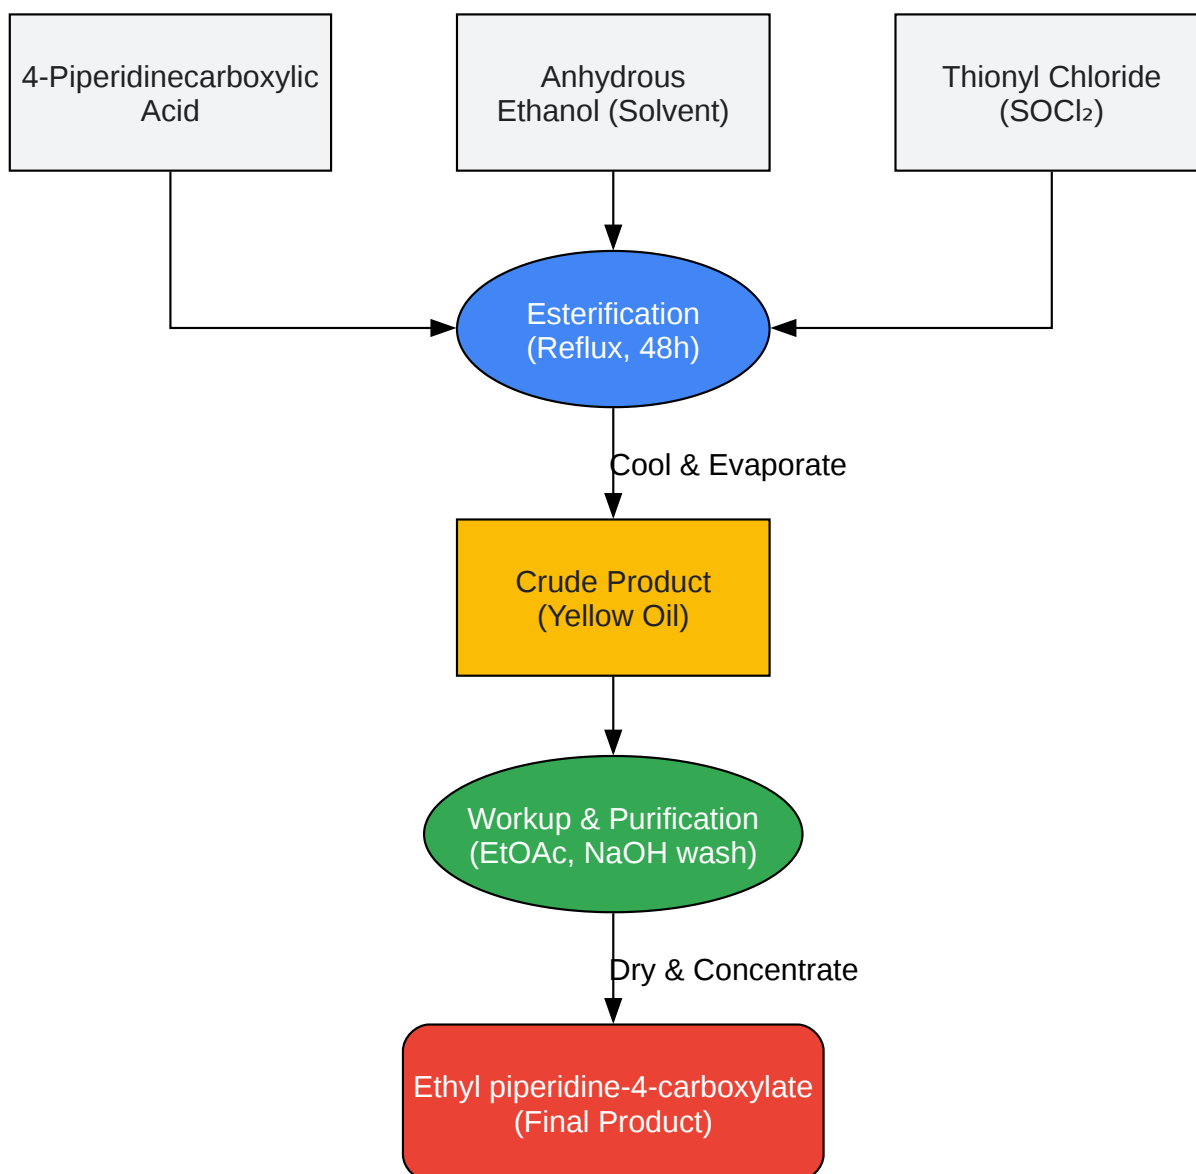 4-Piperidinecarboxylic
Acid
Anhydrous
Ethanol (Solvent)
Thionyl Chloride
(SOCl₂)
Esterification
(Reflux, 48h)
Cool & Evaporate
Crude Product
(Yellow Oil)
Workup & Purification
(EtOAc, NaOH wash)
Dry & Concentrate
Ethyl piperidine-4-carboxylate
(Final Product)